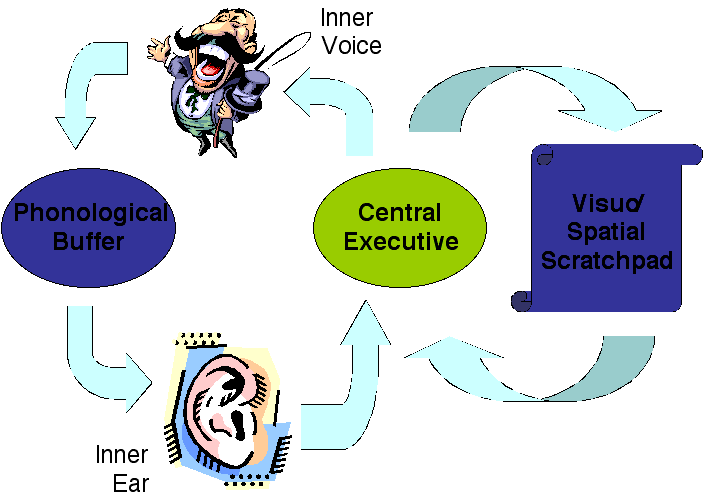 Inner
Voice
Phonological
Buffer
Central
Executive
Visuo/
Spatial
Scratchpad
Inner
Ear